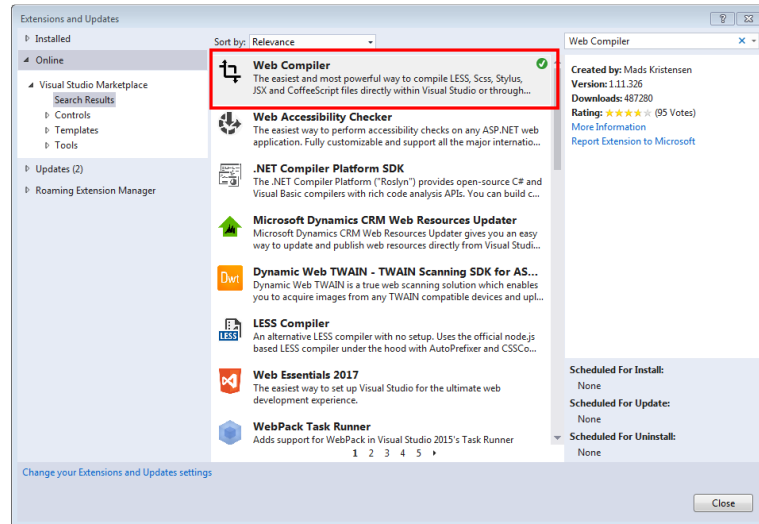 Extensions and Updates
Installed
Online
Visual Studio Marketplace
Search Results
Controls
Templates
Tools
Updates (2)
Roaming Extension Manager
Sort by: Relevance
Web Compiler
The easiest and most powerful way to compile LESS, Scss, Stylus,
JSX and CoffeeScript files directly within Visual Studio or through...
Web Accessibility Checker
The easiest way to perform accessibility checks on any ASP.NET web
application. Fully customizable and support all the major internatio...
.NET Compiler Platform SDK
The .NET Compiler Platform ("Roslyn") provides open-source C# and
Visual Basic compilers with rich code analysis APIs. You can build c...
Microsoft Dynamics CRM Web Resources Updater
Microsoft Dynamics CRM Web Resources Updater gives you an easy
way to update and publish web resources directly from Visual Studi...
Dwt
Dynamic Web TWAIN - TWAIN Scanning SDK for AS...
Dynamic Web TWAIN is a true web scanning solution which enables
you to acquire images from any TWAIN compatible devices and upl...
LESS
LESS Compiler
An alternative LESS compiler with no setup. Uses the official node.js
based LESS compiler under the hood with AutoPrefixer and CSSCo...
Web Essentials 2017
The easiest way to set up Visual Studio for the ultimate web
development experience.
WebPack Task Runner
Adds support for WebPack in Visual Studio 2015's Task Runner
1 2 3 4 5
Web Compiler
Created by: Mads Kristensen
Version: 1.11.326
Downloads: 487280
Rating: (95 Votes)
More Information
Report Extension to Microsoft
Scheduled For Install:
None
Scheduled For Update:
None
Scheduled For Uninstall:
None
Change your Extensions and Updates settings
Close